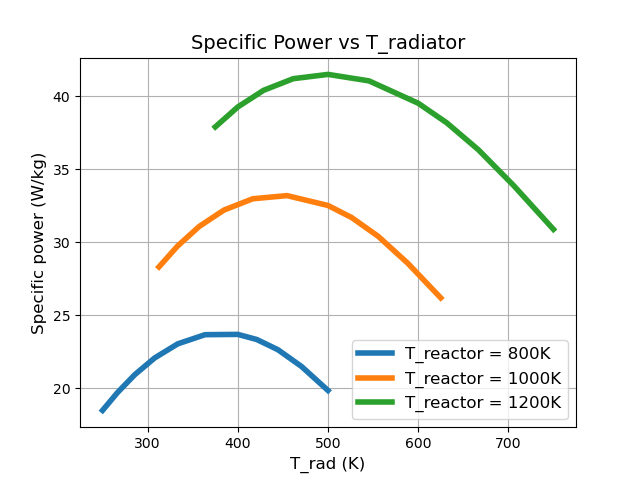 Specific Power vs T_radiator
Specific power (W/kg)
40
35
30
25
20
T_reactor = 800K
T_reactor = 1000K
T_reactor = 1200K
300 400 500 600 700
T_rad (K)